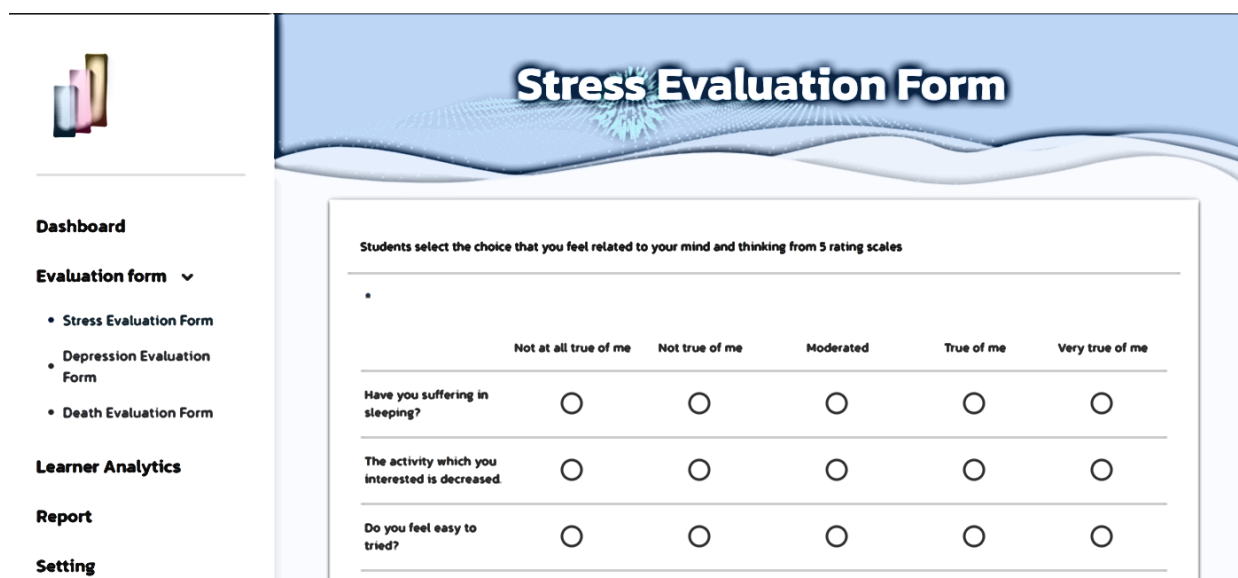 Stress Evaluation Form
Dashboard
Evaluation form
• Stress Evaluation Form
• Depression Evaluation
Form
• Death Evaluation Form
Learner Analytics
Report
Setting
Students select the choice that you feel related to your mind and thinking from 5 rating scales
Not at all true of me Not true of me Moderated True of me Very true of me
Have you suffering in
sleeping?
The activity which you
interested is decreased.
Do you feel easy to
tried?